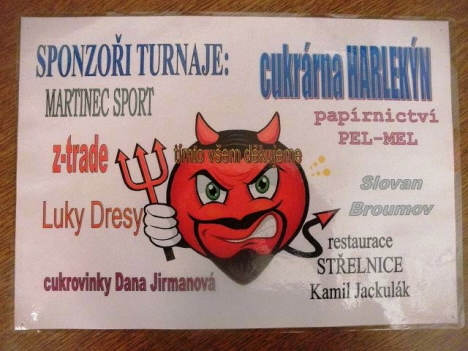 SPONZOŘI TURNAJE:
MARTINEC SPORT
z-trade
Luky Dresy
cukrovinky Dana Jirmanová
tímto všem děkujeme
cukrárna HARLEKÝN
papírnictví
PEL-MEL
Slovan
Broumov
restaurace
STŘELNICE
Kamil Jackulák